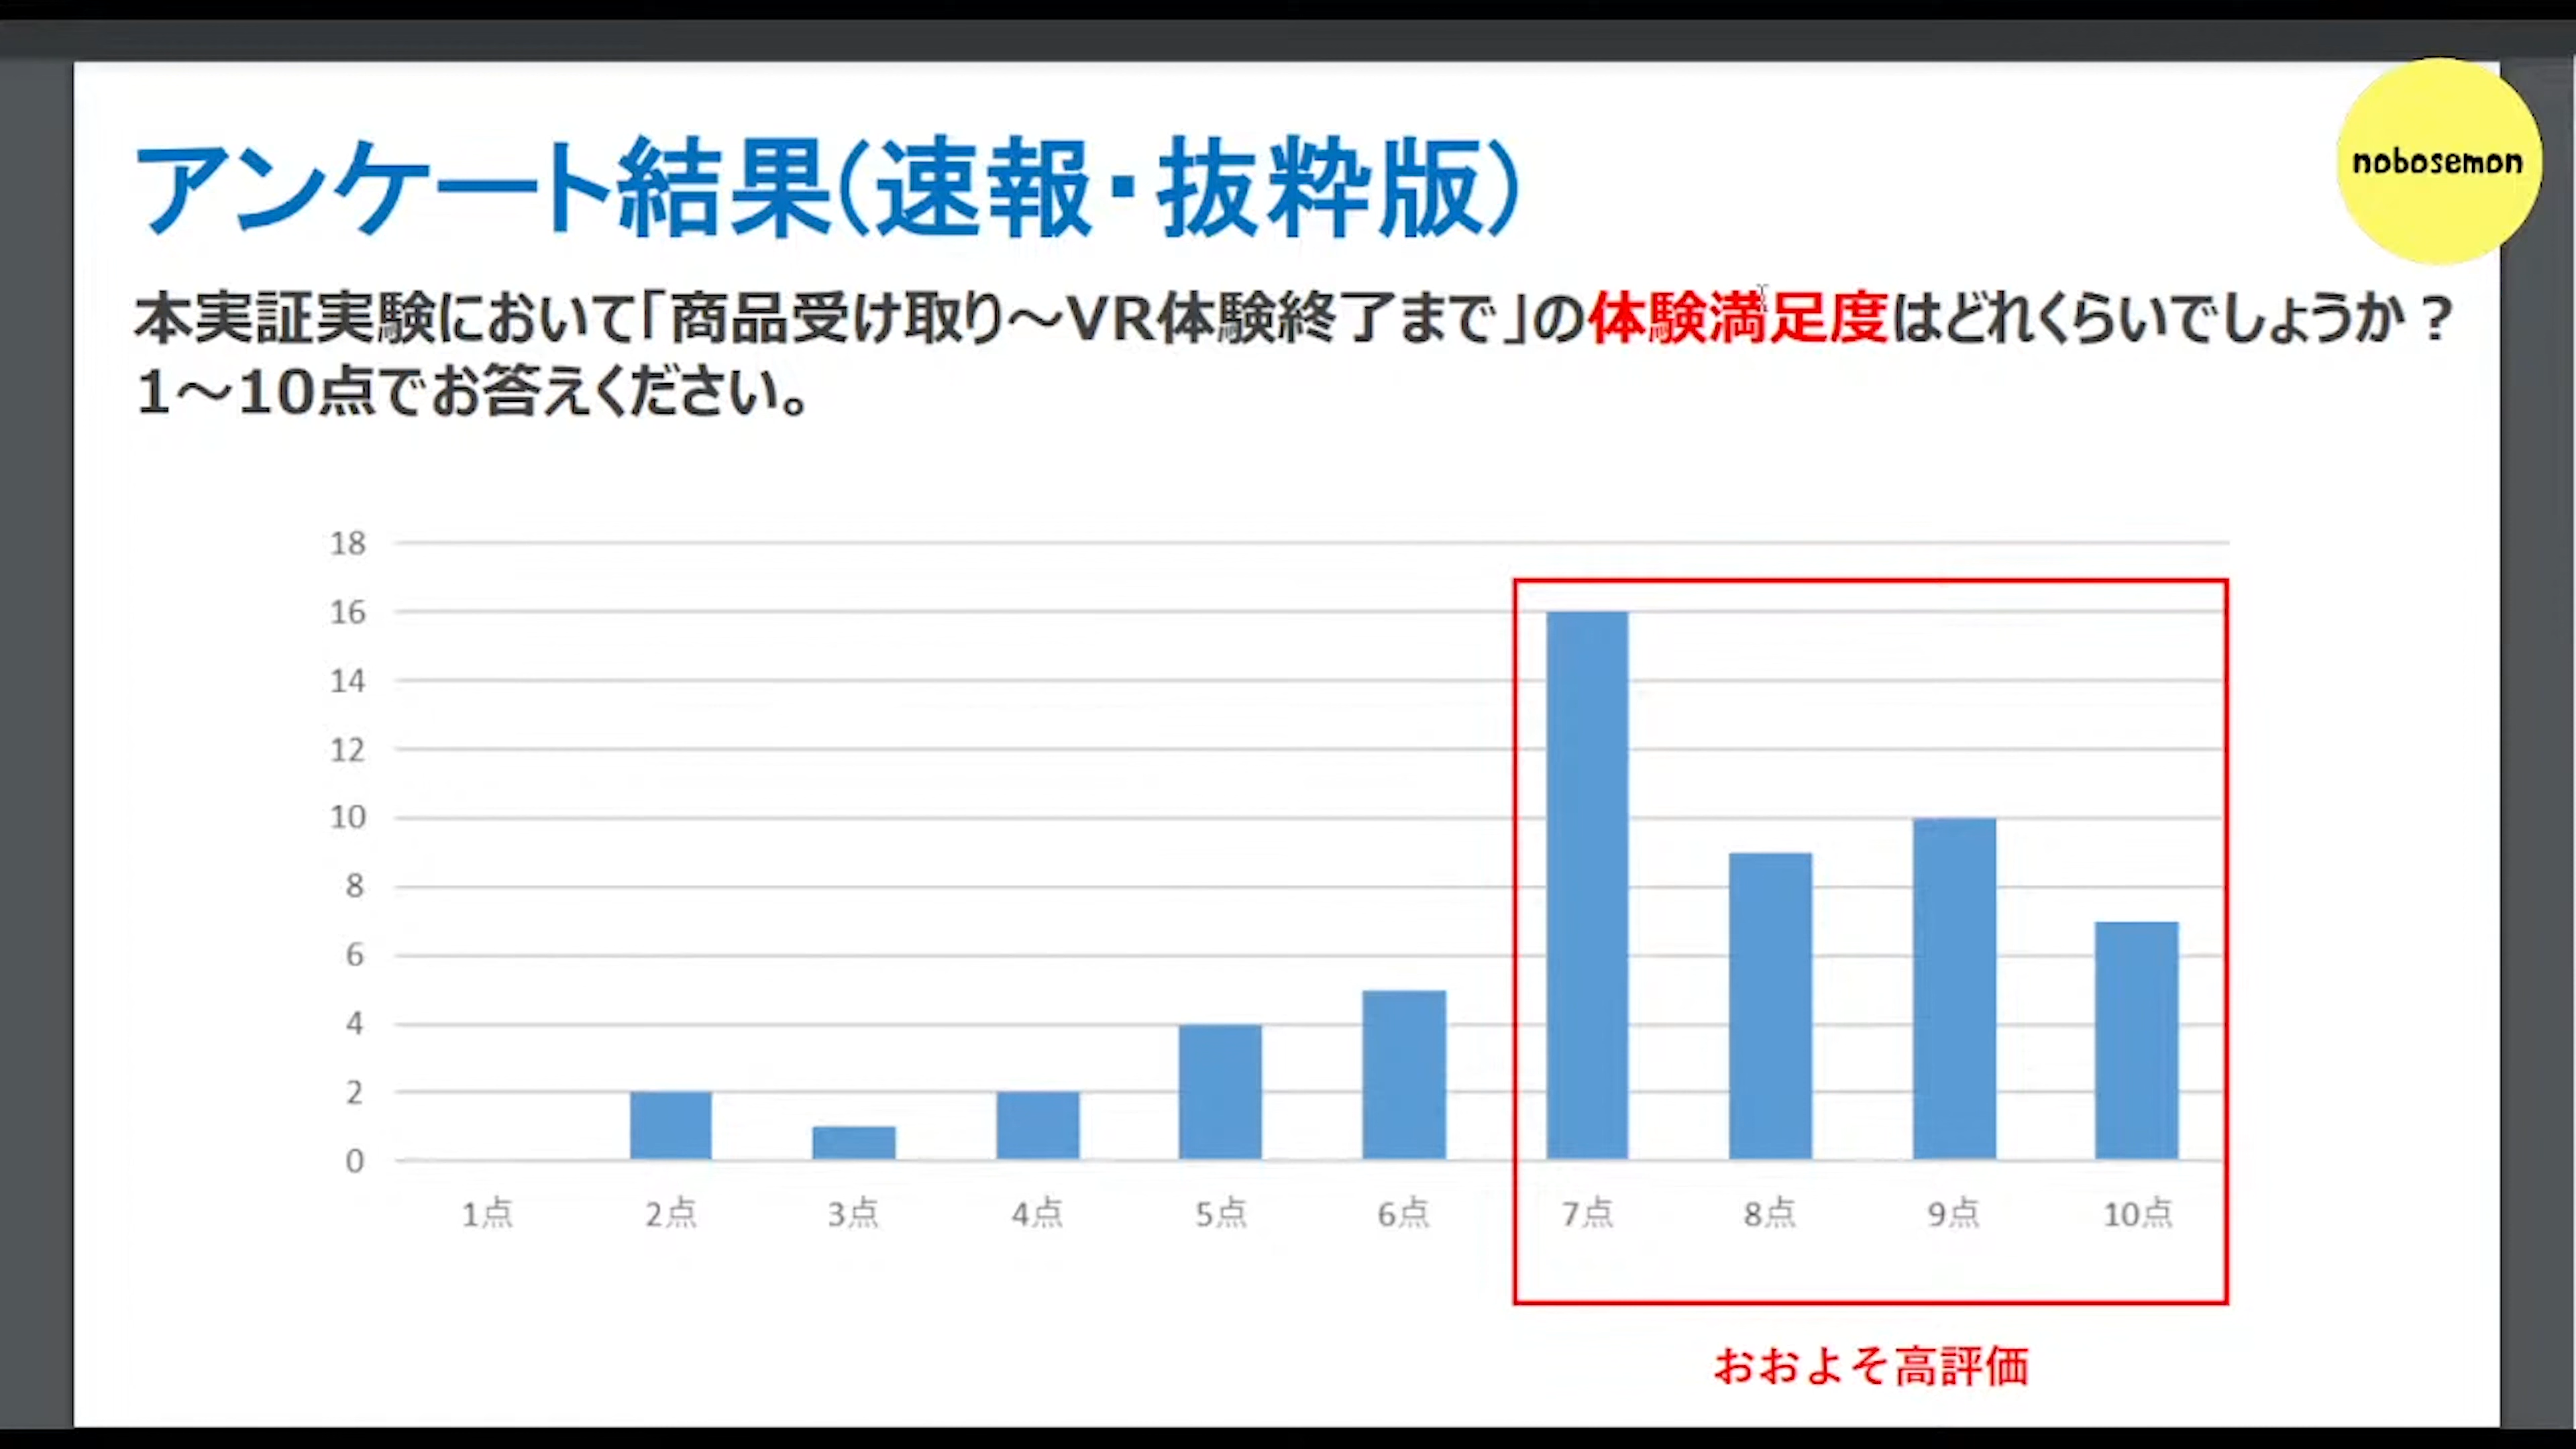 アンケート結果(速報・抜粋版)
nobosemon
本実証実験において「商品受け取り～VR体験終了まで」の体験満足度はどれくらいでしょうか？
1～10点でお答えください。
18
16
14
12
10
8
6
4
2
0
1点 2点 3点 4点 5点 6点 7点 8点 9点 10点
おおよそ高評価